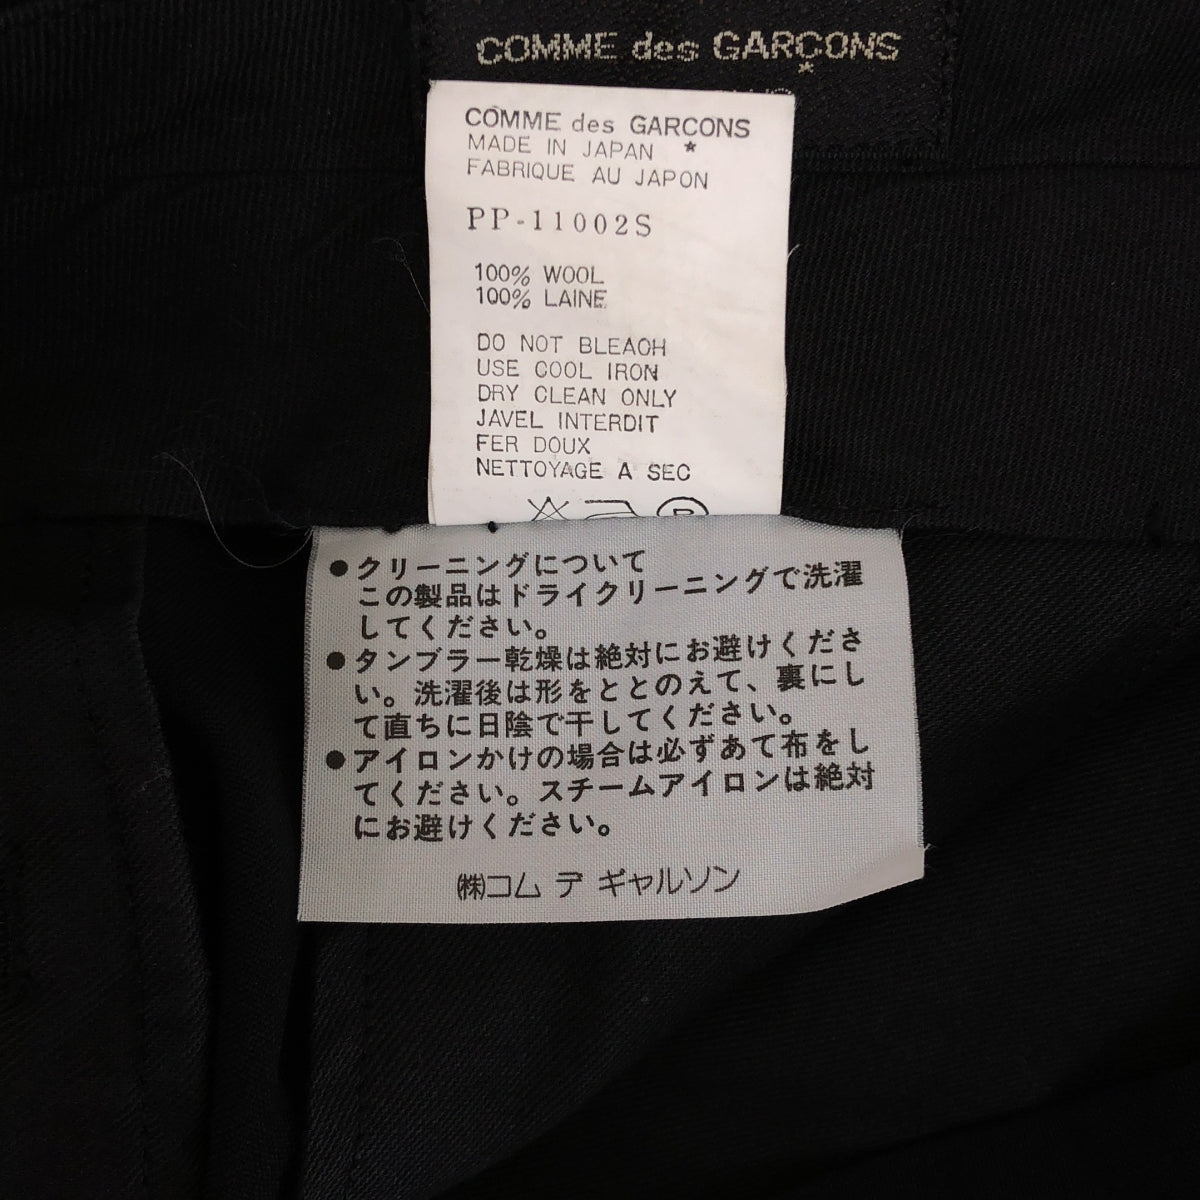 COMME des GARÇONS
*
COMME des GARCONS
MADE IN JAPAN *
FABRIQUE AU JAPON
PP-11002S
100% WOOL
100% LAINE
DO NOT BLEACH
USE COOL IRON
DRY CLEAN ONLY
JAVEL INTERDIT
FER DOUX
NETTOYAGE A SEC
●クリーニングについて
この製品はドライクリーニングで洗濯
してください。
●タンブラー乾燥は絶対にお避けくださ
い。洗濯後は形をととのえて、裏にし
て直ちに日陰で干してください。
●アイロンかけの場合は必ずあて布をし
てください。スチームアイロンは絶対
にお避けください。
㈱コム デ ギャルソン